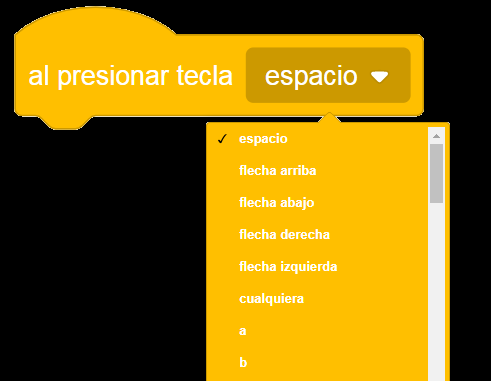 al presionar tecla espacio
espacio
flecha arriba
flecha abajo
flecha derecha
flecha izquierda
cualquiera
a
b